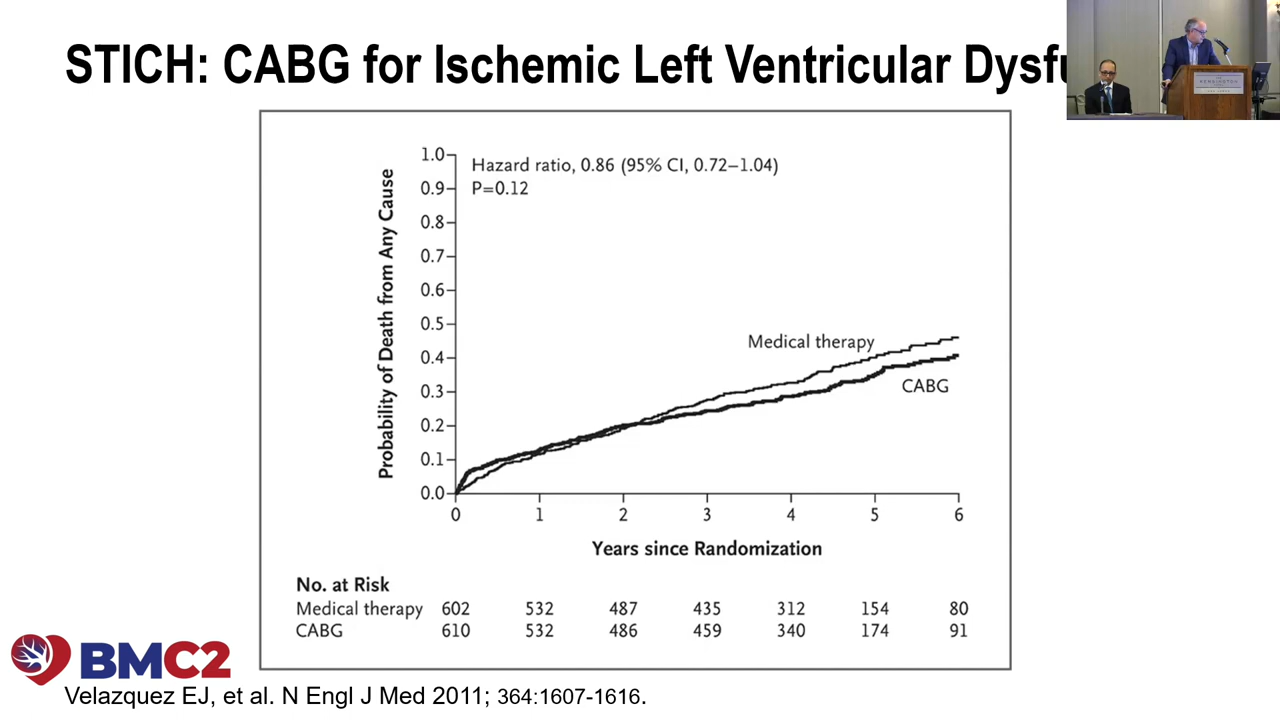 STICH: CABG for Ischemic Left Ventricular Dysfu
Hazard ratio, 0.86 (95% CI, 0.72–1.04)
P=0.12
Probability of Death from Any Cause
1.0
0.9
0.8
0.7
0.6
0.5
0.4
0.3
0.2
0.1
0.0
Medical therapy
CABG
0 1 2 3 4 5 6
Years since Randomization
No. at Risk
Medical therapy 602 532 487 435 312 154 80
CABG 610 532 486 459 340 174 91
BMC2
Velazquez EJ, et al. N Engl J Med 2011; 364:1607-1616.
KENSINGTON